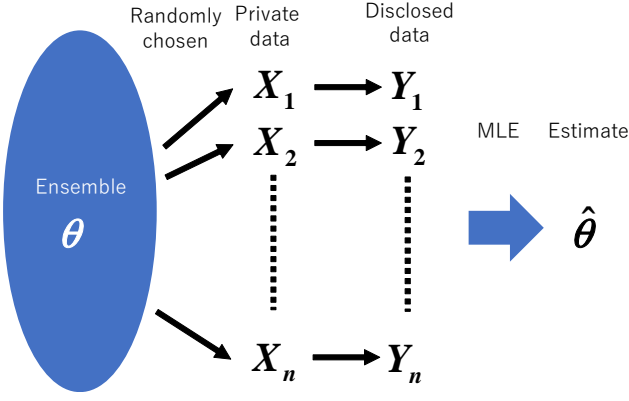 Randomly chosen
Private data
Disclosed data
X₁
Y₁
X₂
Y₂
MLE
Estimate
Ensemble
θ
θ̂
Xₙ
Yₙ